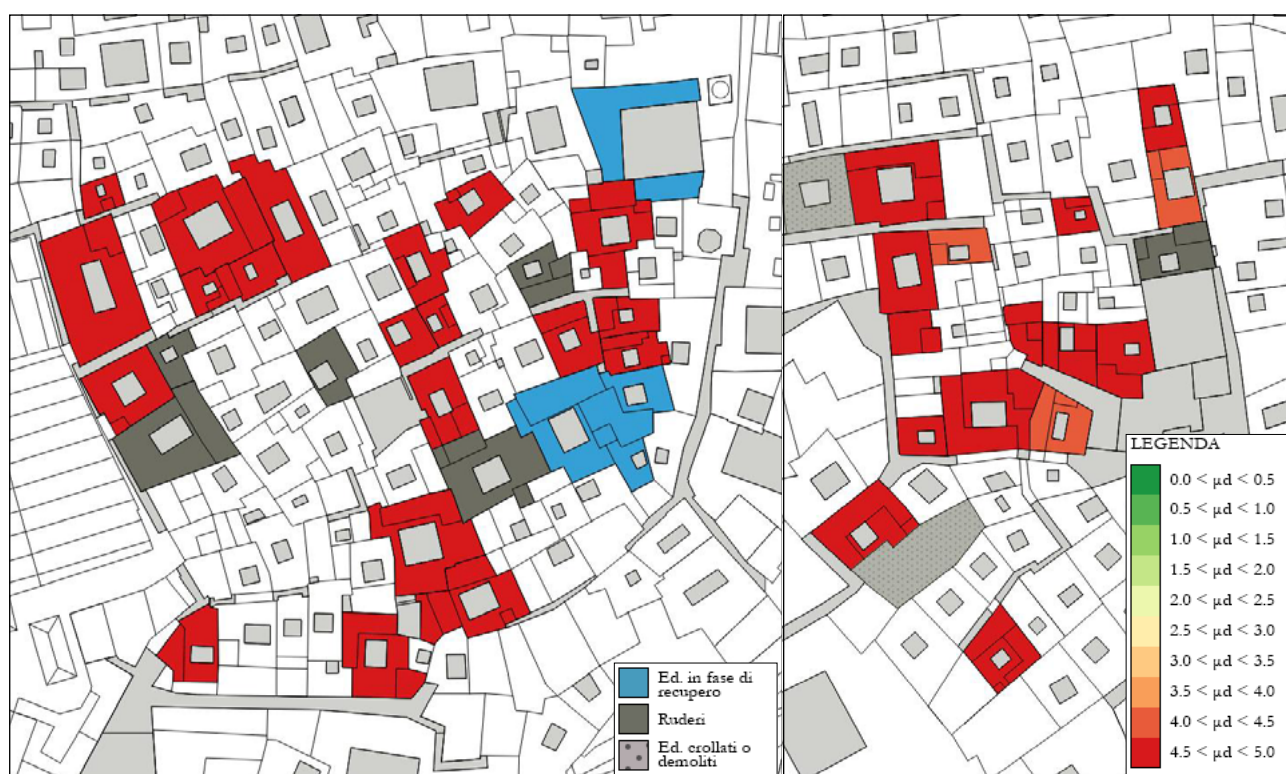 Ed. in fase di
recupero
Ruderi
Ed. crollati o
demoliti
LEGENDA
0.0 < µd < 0.5
0.5 < µd < 1.0
1.0 < µd < 1.5
1.5 < µd < 2.0
2.0 < µd < 2.5
2.5 < µd < 3.0
3.0 < µd < 3.5
3.5 < µd < 4.0
4.0 < µd < 4.5
4.5 < µd < 5.0